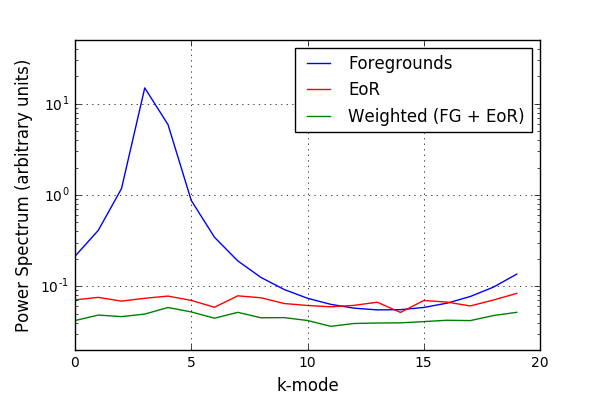 Foregrounds
EoR
Weighted (FG + EoR)
Power Spectrum (arbitrary units)
10^1
10^0
10^-1
0 5 10 15 20
k-mode